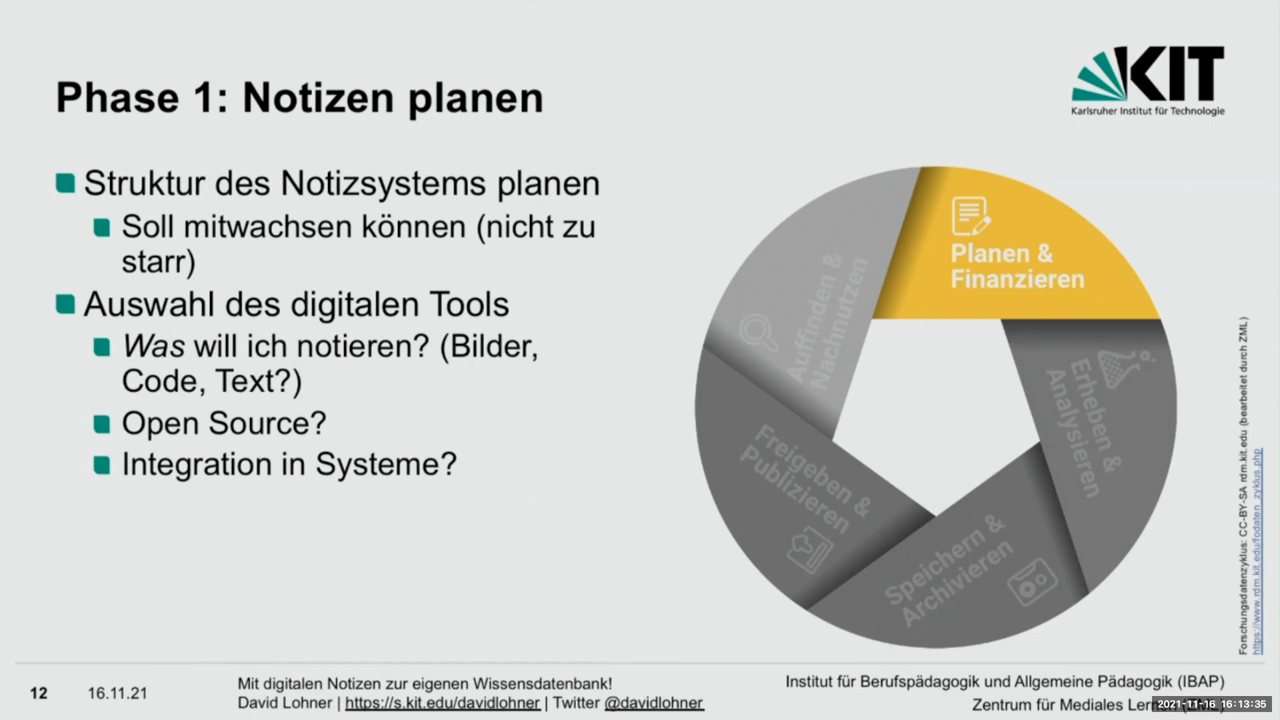 Phase 1: Notizen planen
KIT
Karlsruher Institut für Technologie
Struktur des Notizsystems planen
Soll mitwachsen können (nicht zu
starr)
Auswahl des digitalen Tools
Was will ich notieren? (Bilder,
Code, Text?)
Open Source?
Integration in Systeme?
Planen &
Finanzieren
Erheben &
Analysieren
Speichern &
Archivieren
Freigeben &
Publizieren
Auffinden &
Nachnutzen
Forschungsdatenzyklus: CC-BY-SA rdm.kit.edu (bearbeitet durch ZML)
https://www.rdm.kit.edu/fodaten_zyklus.php
12
16.11.21
Mit digitalen Notizen zur eigenen Wissensdatenbank!
David Lohner | https://s.kit.edu/davidlohner | Twitter @davidlohner
Institut für Berufspädagogik und Allgemeine Pädagogik (IBAP)
Zentrum für Mediales Lernen (ZML)
2021-11-16 16:13:35